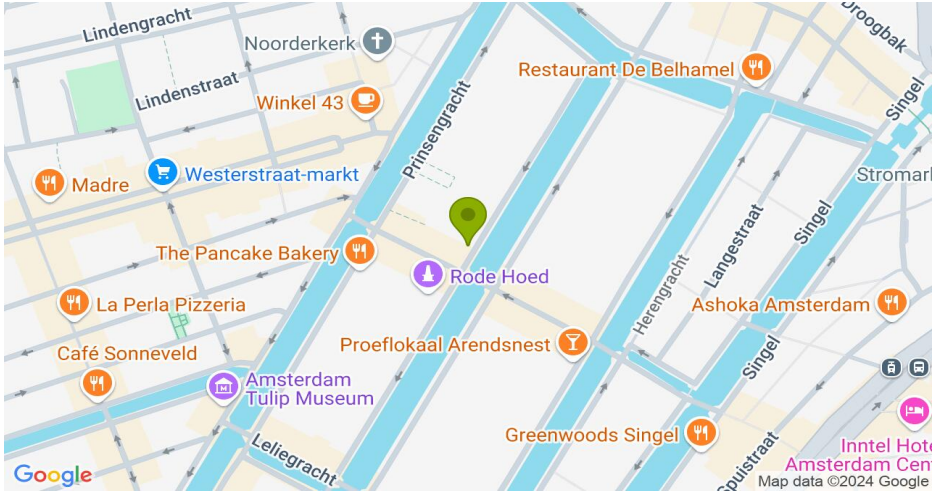 Lindengracht
Noorderkerk
Droogbak
Restaurant De Belhamel
Lindenstraat
Winkel 43
Singel
Prinsengracht
Westerstraat-markt
Madre
Stromark
Langestraat
Singel
The Pancake Bakery
Rode Hoed
Herengracht
La Perla Pizzeria
Ashoka Amsterdam
Proeflokaal Arendsnest
Café Sonneveld
Singel
Amsterdam
Tulip Museum
Leliegracht
Greenwoods Singel
Spuistraat
Inntel Hote
Amsterdam Cent
Google
Map data ©2024 Google